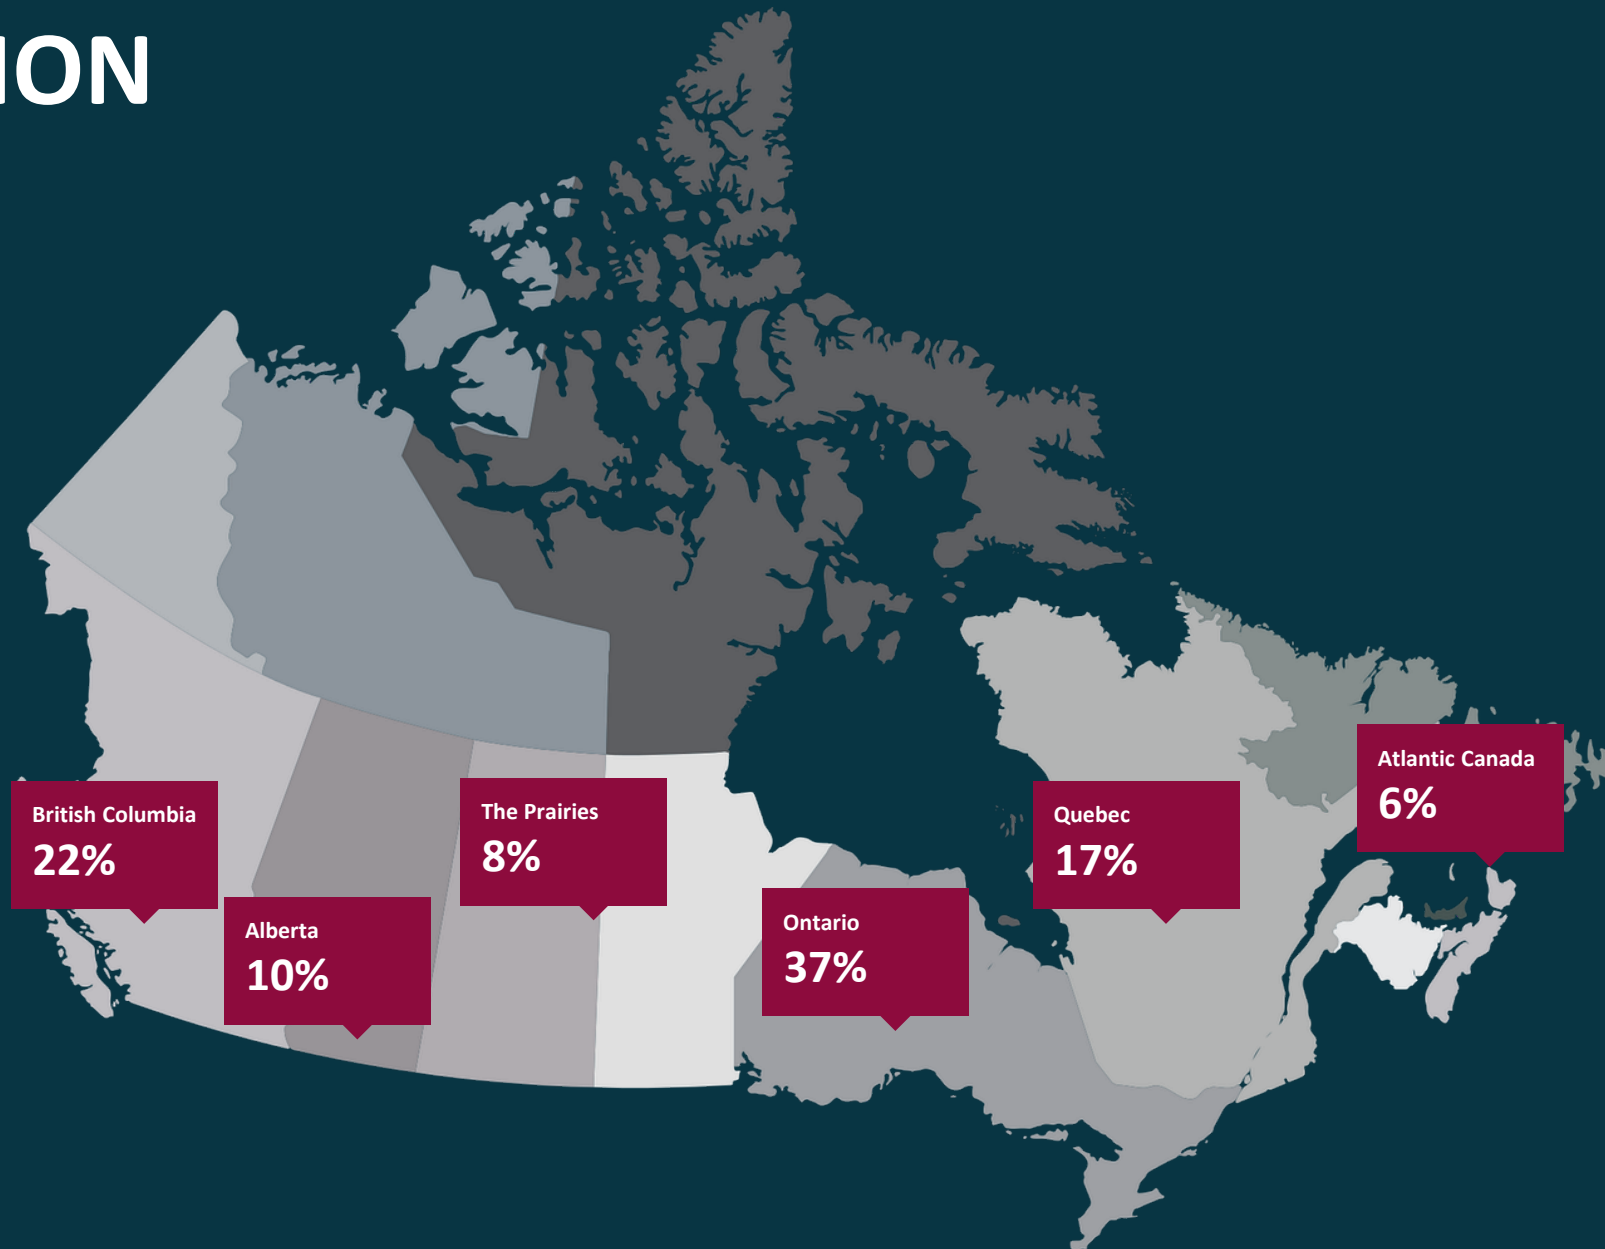 ION
British Columbia
22%
Alberta
10%
The Prairies
8%
Ontario
37%
Quebec
17%
Atlantic Canada
6%